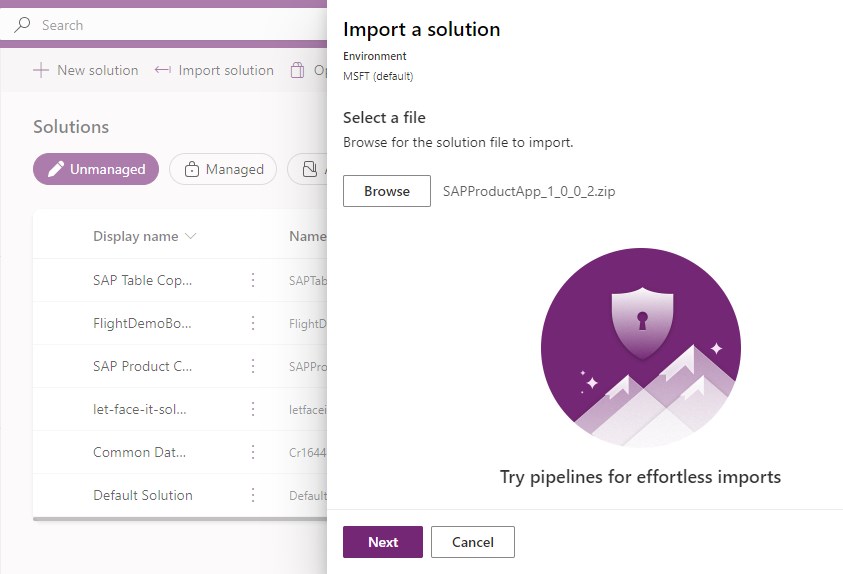 Search
New solution
Import solution
Solutions
Unmanaged
Managed
Display name
Name
SAP Table Cop...
SAPTab
FlightDemoBo...
FlightD
SAP Product C...
SAPPro
let-face-it-sol...
letfacei
Common Dat...
Cr1644
Default Solution
Default
Import a solution
Environment
MSFT (default)
Select a file
Browse for the solution file to import.
Browse
SAPProductApp_1_0_0_2.zip
Try pipelines for effortless imports
Next
Cancel